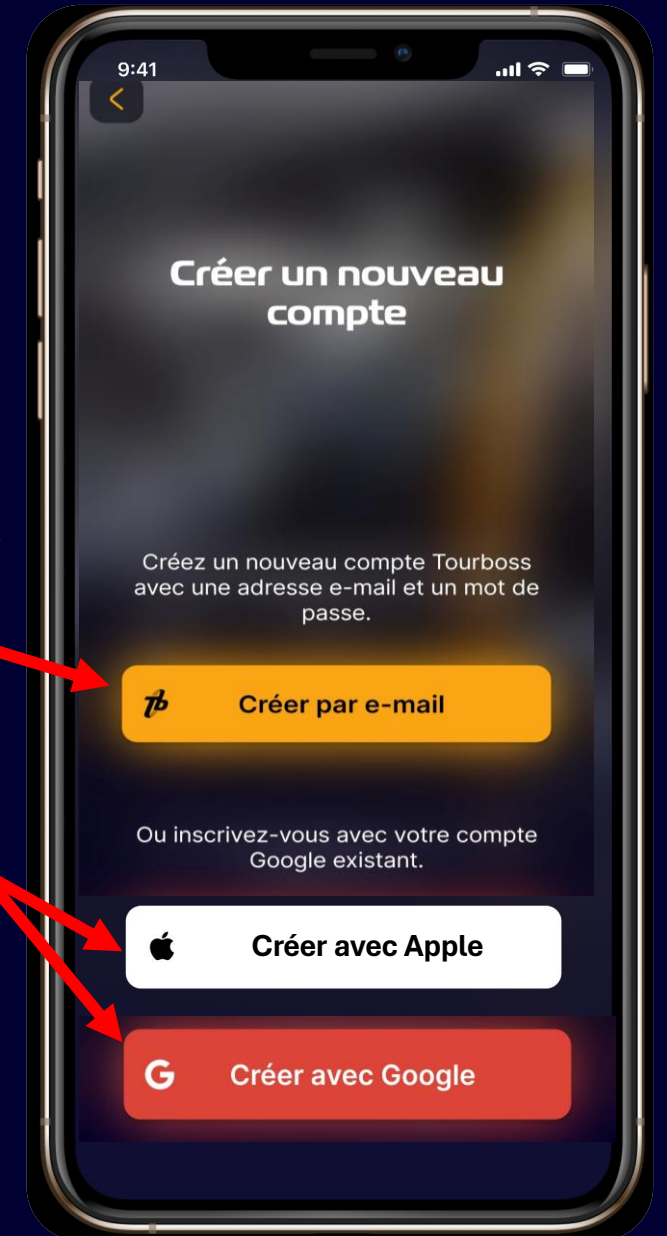 9:41
Créer un nouveau
compte
Créez un nouveau compte Tourboss
avec une adresse e-mail et un mot de
passe.
Créer par e-mail
Ou inscrivez-vous avec votre compte
Google existant.
Créer avec Apple
G Créer avec Google